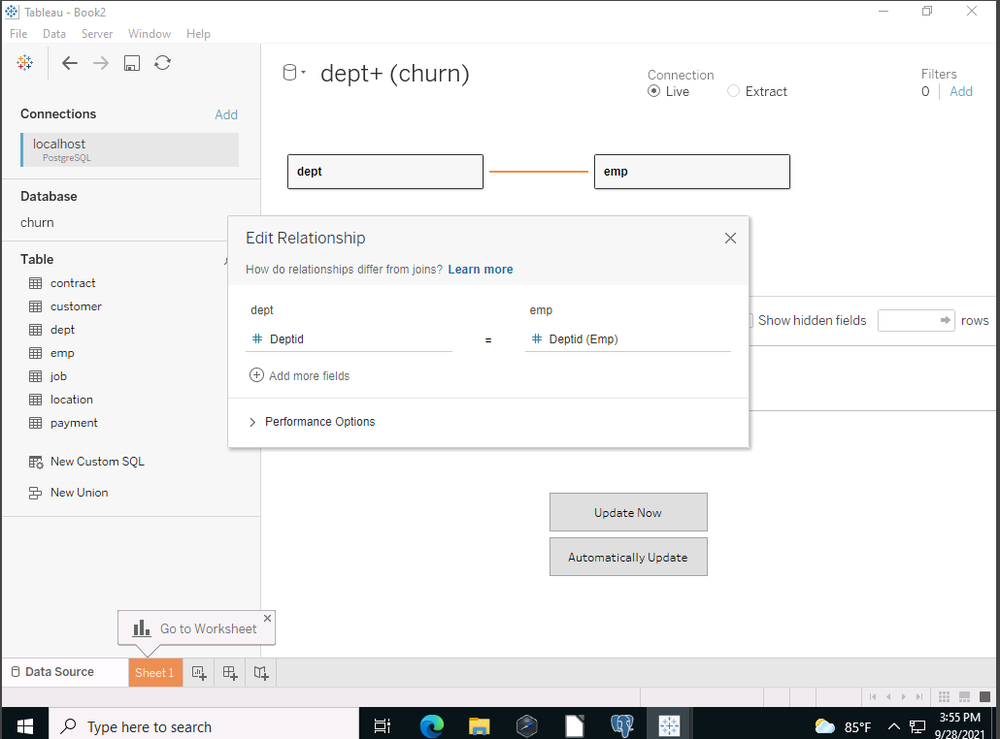 Tableau - Book2
File Data Server Window Help
Connections Add
localhost
PostgreSQL
Database
churn
Table
contract
customer
dept
emp
job
location
payment
New Custom SQL
New Union
dept+ (churn)
Connection
Live Extract
Filters
0 Add
dept
emp
Edit Relationship
How do relationships differ from joins? Learn more
dept emp
# Deptid = # Deptid (Emp)
Add more fields
Performance Options
Show hidden fields rows
Update Now
Automatically Update
Go to Worksheet
Data Source Sheet 1
Type here to search
85°F
3:55 PM
9/28/2021